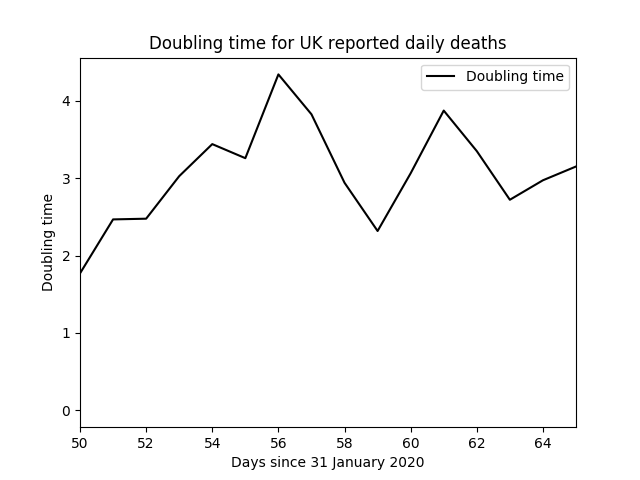 Doubling time for UK reported daily deaths
Doubling time
4
3
2
1
0
Doubling time
50 52 54 56 58 60 62 64
Days since 31 January 2020